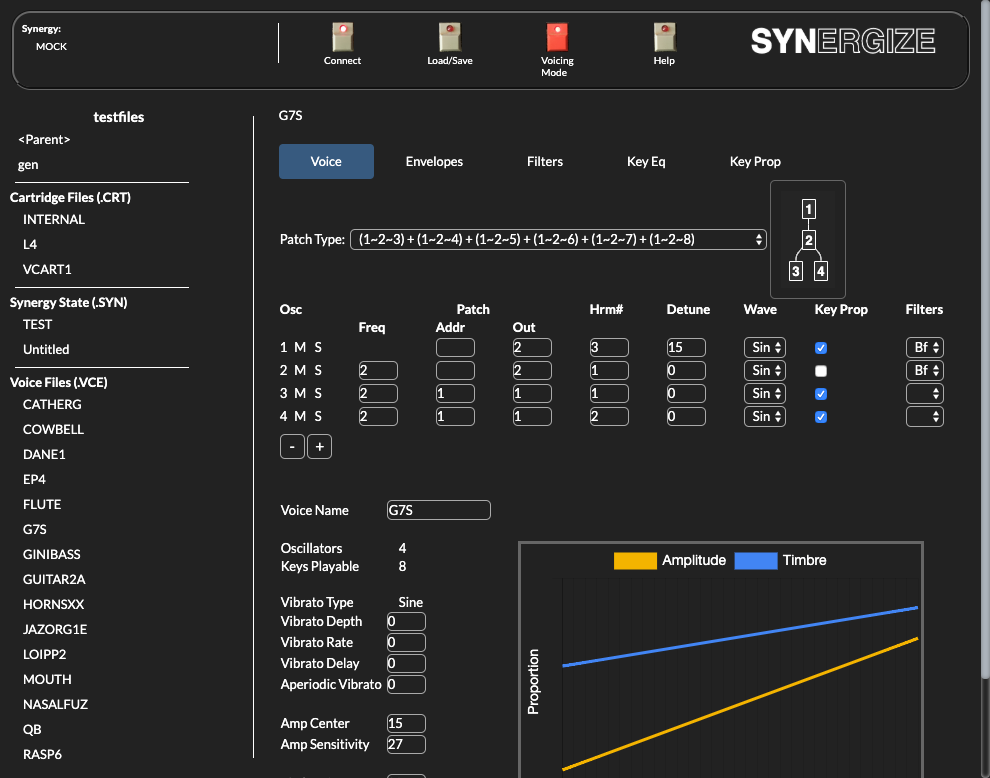 Synergy:
MOCK
Connect
Load/Save
Voicing
Mode
Help
SYNERGIZE
testfiles
<Parent>
gen
Cartridge Files (.CRT)
INTERNAL
L4
VCART1
Synergy State (.SYN)
TEST
Untitled
Voice Files (.VCE)
CATHERG
COWBELL
DANE1
EP4
FLUTE
G7S
GINIBASS
GUITAR2A
HORNSXX
JAZORG1E
LOIPP2
MOUTH
NASALFUZ
QB
RASP6
G7S
Voice Envelopes Filters Key Eq Key Prop
1
2
3 4
Patch Type: (1~2~3) + (1~2~4) + (1~2~5) + (1~2~6) + (1~2~7) + (1~2~8)
Osc Patch Hrm# Detune Wave Key Prop Filters
Freq Addr Out
1 M S 2 3 15 Sin Bf
2 M S 2 2 1 0 Sin Bf
3 M S 2 1 1 1 0 Sin
4 M S 2 1 1 2 0 Sin
- +
Voice Name G7S
Oscillators 4
Keys Playable 8
Vibrato Type Sine
Vibrato Depth 0
Vibrato Rate 0
Vibrato Delay 0
Aperiodic Vibrato 0
Amp Center 15
Amp Sensitivity 27
Amplitude Timbre
Proportion